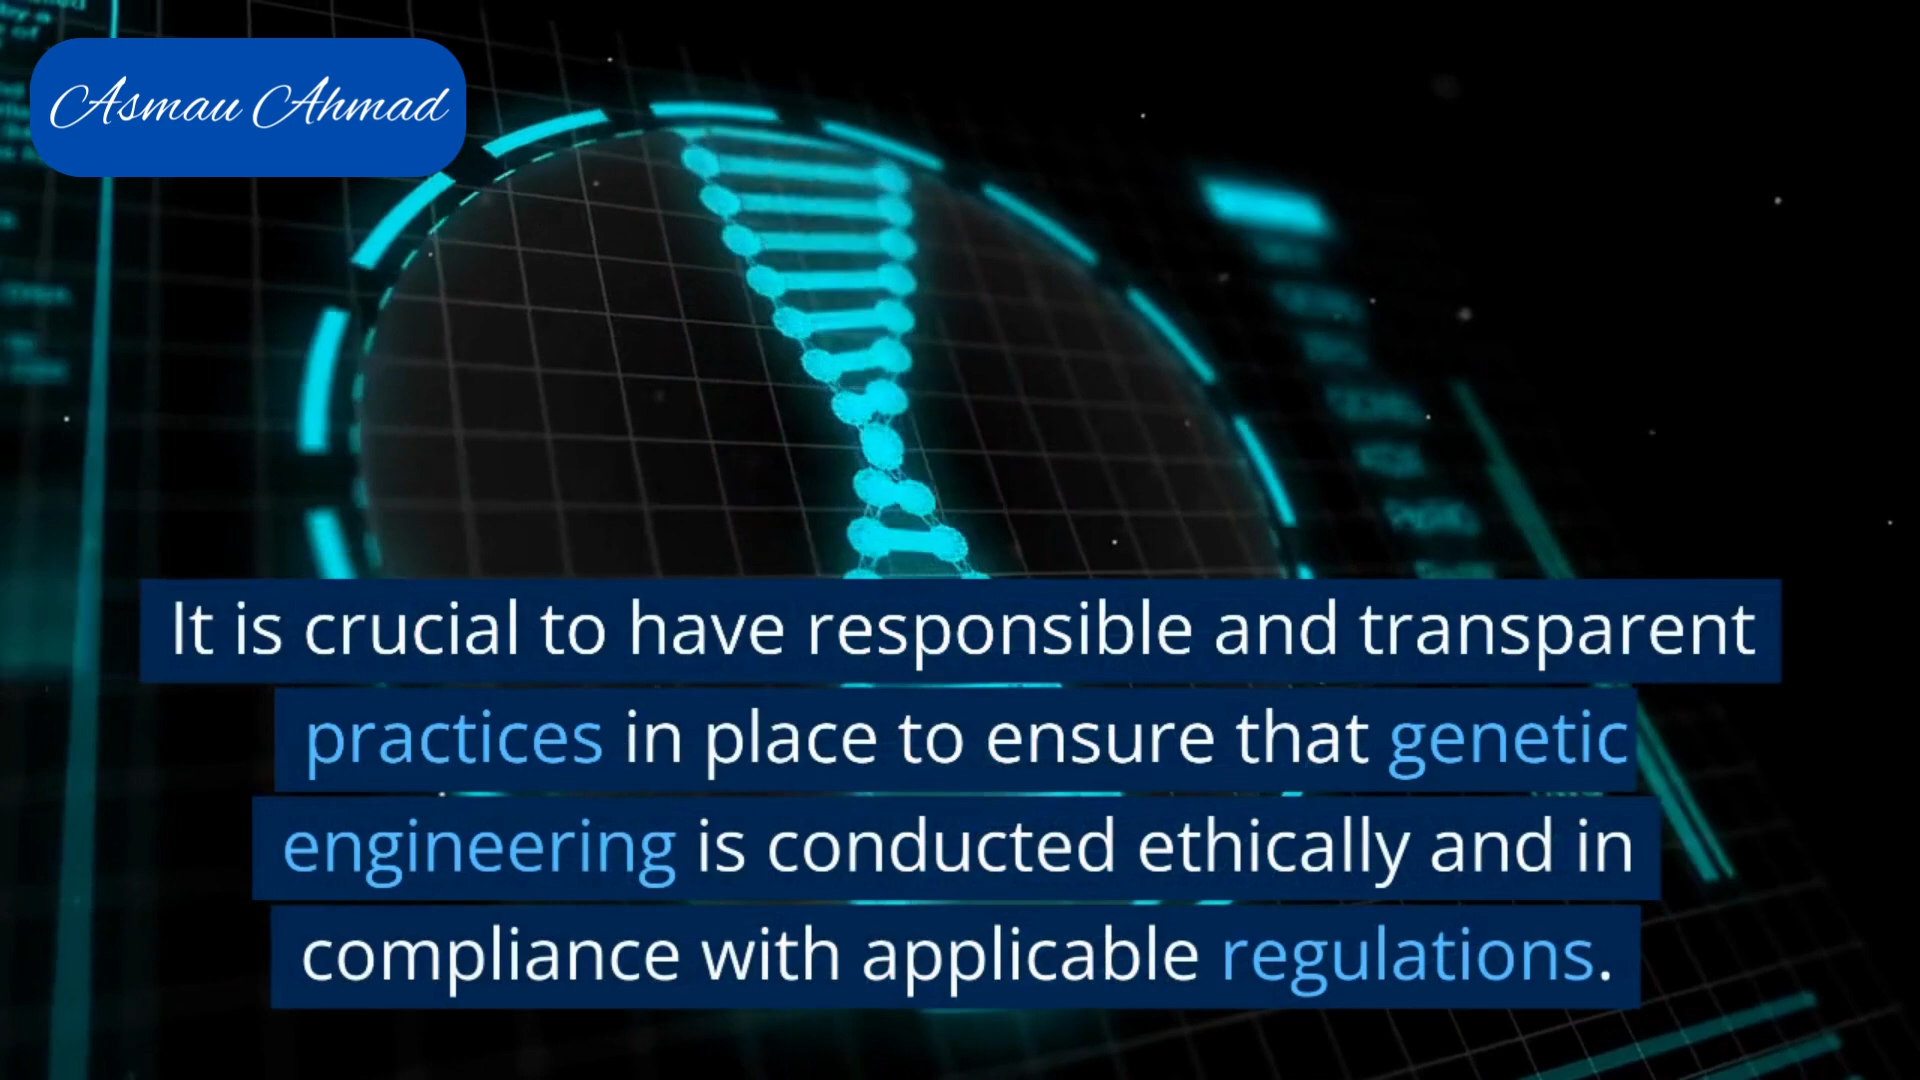 Asmau Ahmad
It is crucial to have responsible and transparent
practices in place to ensure that genetic
engineering is conducted ethically and in
compliance with applicable regulations.